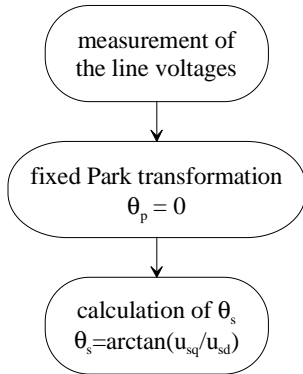 measurement of
the line voltages
fixed Park transformation
θp = 0
calculation of θs
θs=arctan(usq/usd)